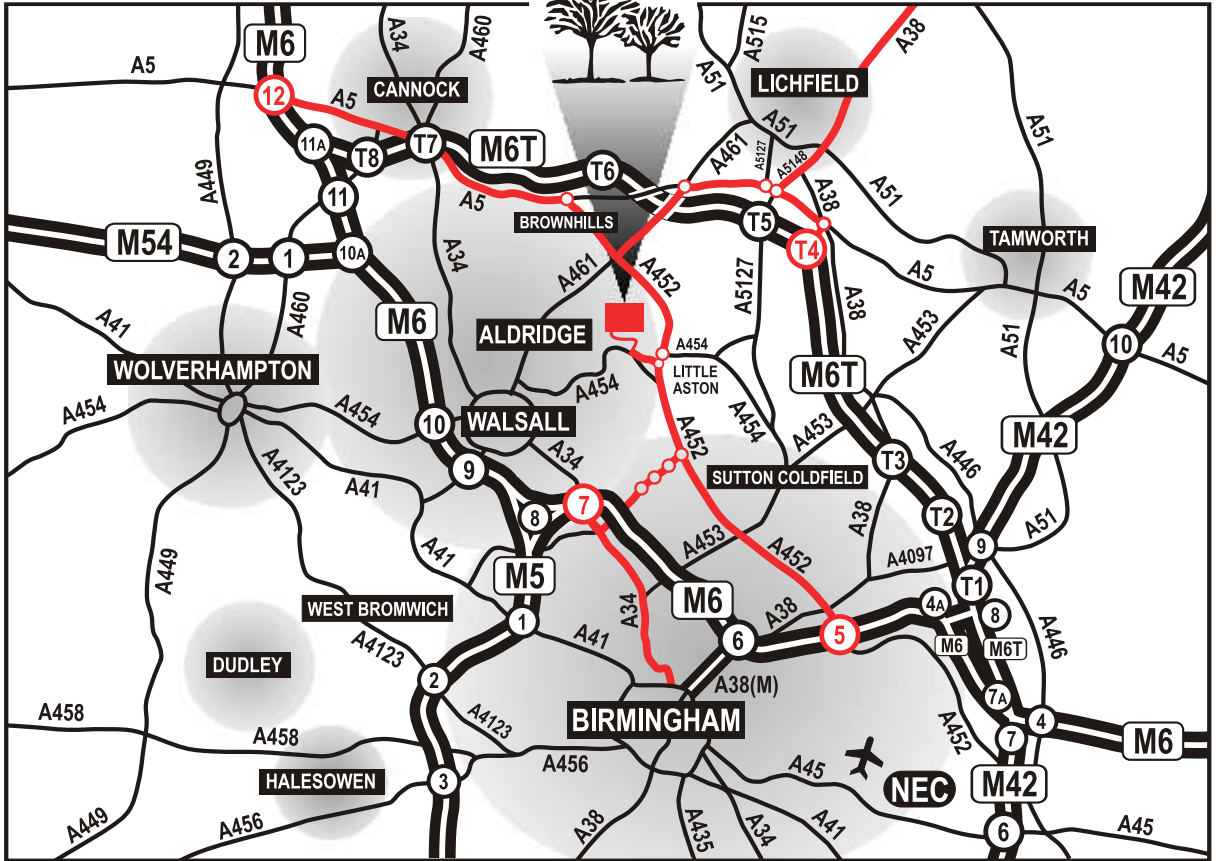 M6
A34
A460
A515
A38
A5
A51
LICHFIELD
CANNOCK
12
A5
A51
A449
11A
T8
T7
M6T
A51
A461
A5127
A5148
T6
A38
A51
11
A5
BROWNHILLS
T5
T4
TAMWORTH
M54
2
1
10A
A34
A461
A452
A5127
A38
A5
A5
M42
A460
M6
A453
A41
ALDRIDGE
A454
10
WOLVERHAMPTON
LITTLE
ASTON
M6T
A51
A5
A454
A454
A454
10
WALSALL
A452
A454
A453
M42
A4123
A41
9
A34
SUTTON COLDFIELD
T3
A446
7
8
A38
T2
A51
A449
A41
A453
A452
A4097
9
M5
T1
WEST BROMWICH
1
A34
M6
A38
4A
8
6
5
A446
A41
M6
M6T
DUDLEY
A4123
2
A38(M)
7A
A458
BIRMINGHAM
A4123
A452
4
7
M6
A458
A456
HALESOWEN
3
A45
NEC
M42
A449
A456
A38
A435
A34
A41
6
A45